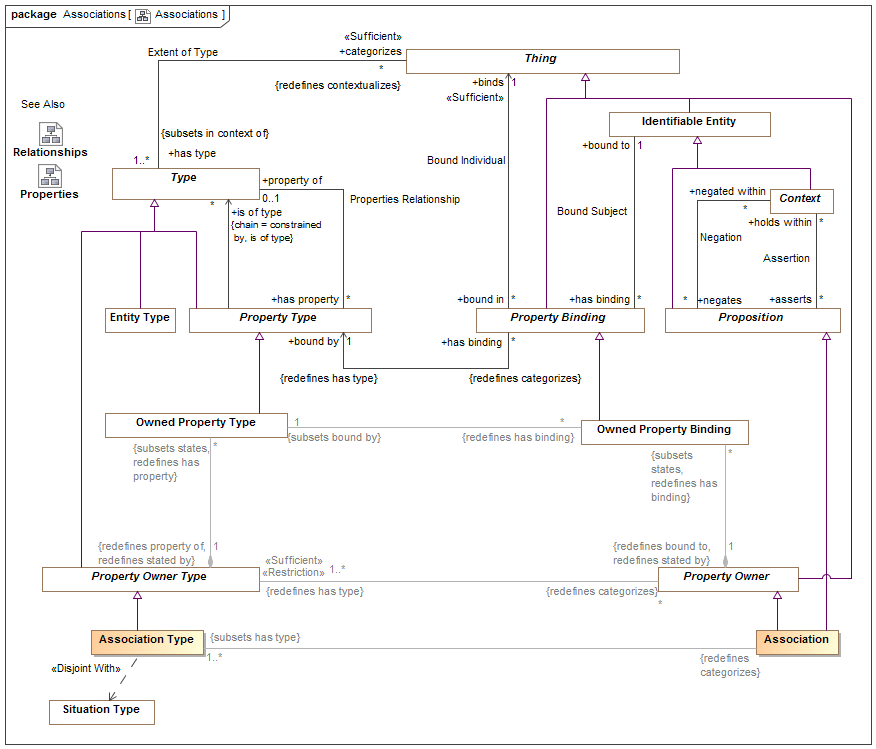 package Associations [ Associations ]
«Sufficient»
Extent of Type
+categorizes
*
Thing
{redefines contextualizes}
+binds 1
«Sufficient»
See Also
Identifiable Entity
{subsets in context of}
+bound to 1
Relationships
1..*
+has type
Bound Individual
Type
+property of
0..1
Properties
+negated within
*
Context
*
+is of type
{chain = constrained
by, is of type}
Properties Relationship
Bound Subject
+holds within *
Negation
Assertion
+has property *
+bound in *
+has binding *
* +negates
+asserts *
Entity Type
Property Type
Property Binding
Proposition
+bound by 1
+has binding *
{redefines has type}
{redefines categorizes}
Owned Property Type
1
*
Owned Property Binding
{subsets bound by}
{redefines has binding}
*
{subsets states,
redefines has
property}
*
{subsets
states,
redefines has
binding}
{redefines property of,
redefines stated by}
1
{redefines bound to,
redefines stated by}
1
«Sufficient»
«Restriction»
1..*
Property Owner Type
{redefines has type}
{redefines categorizes}
*
Property Owner
Association Type
{subsets has type}
1..*
Association
{redefines
categorizes}
«Disjoint With»
Situation Type